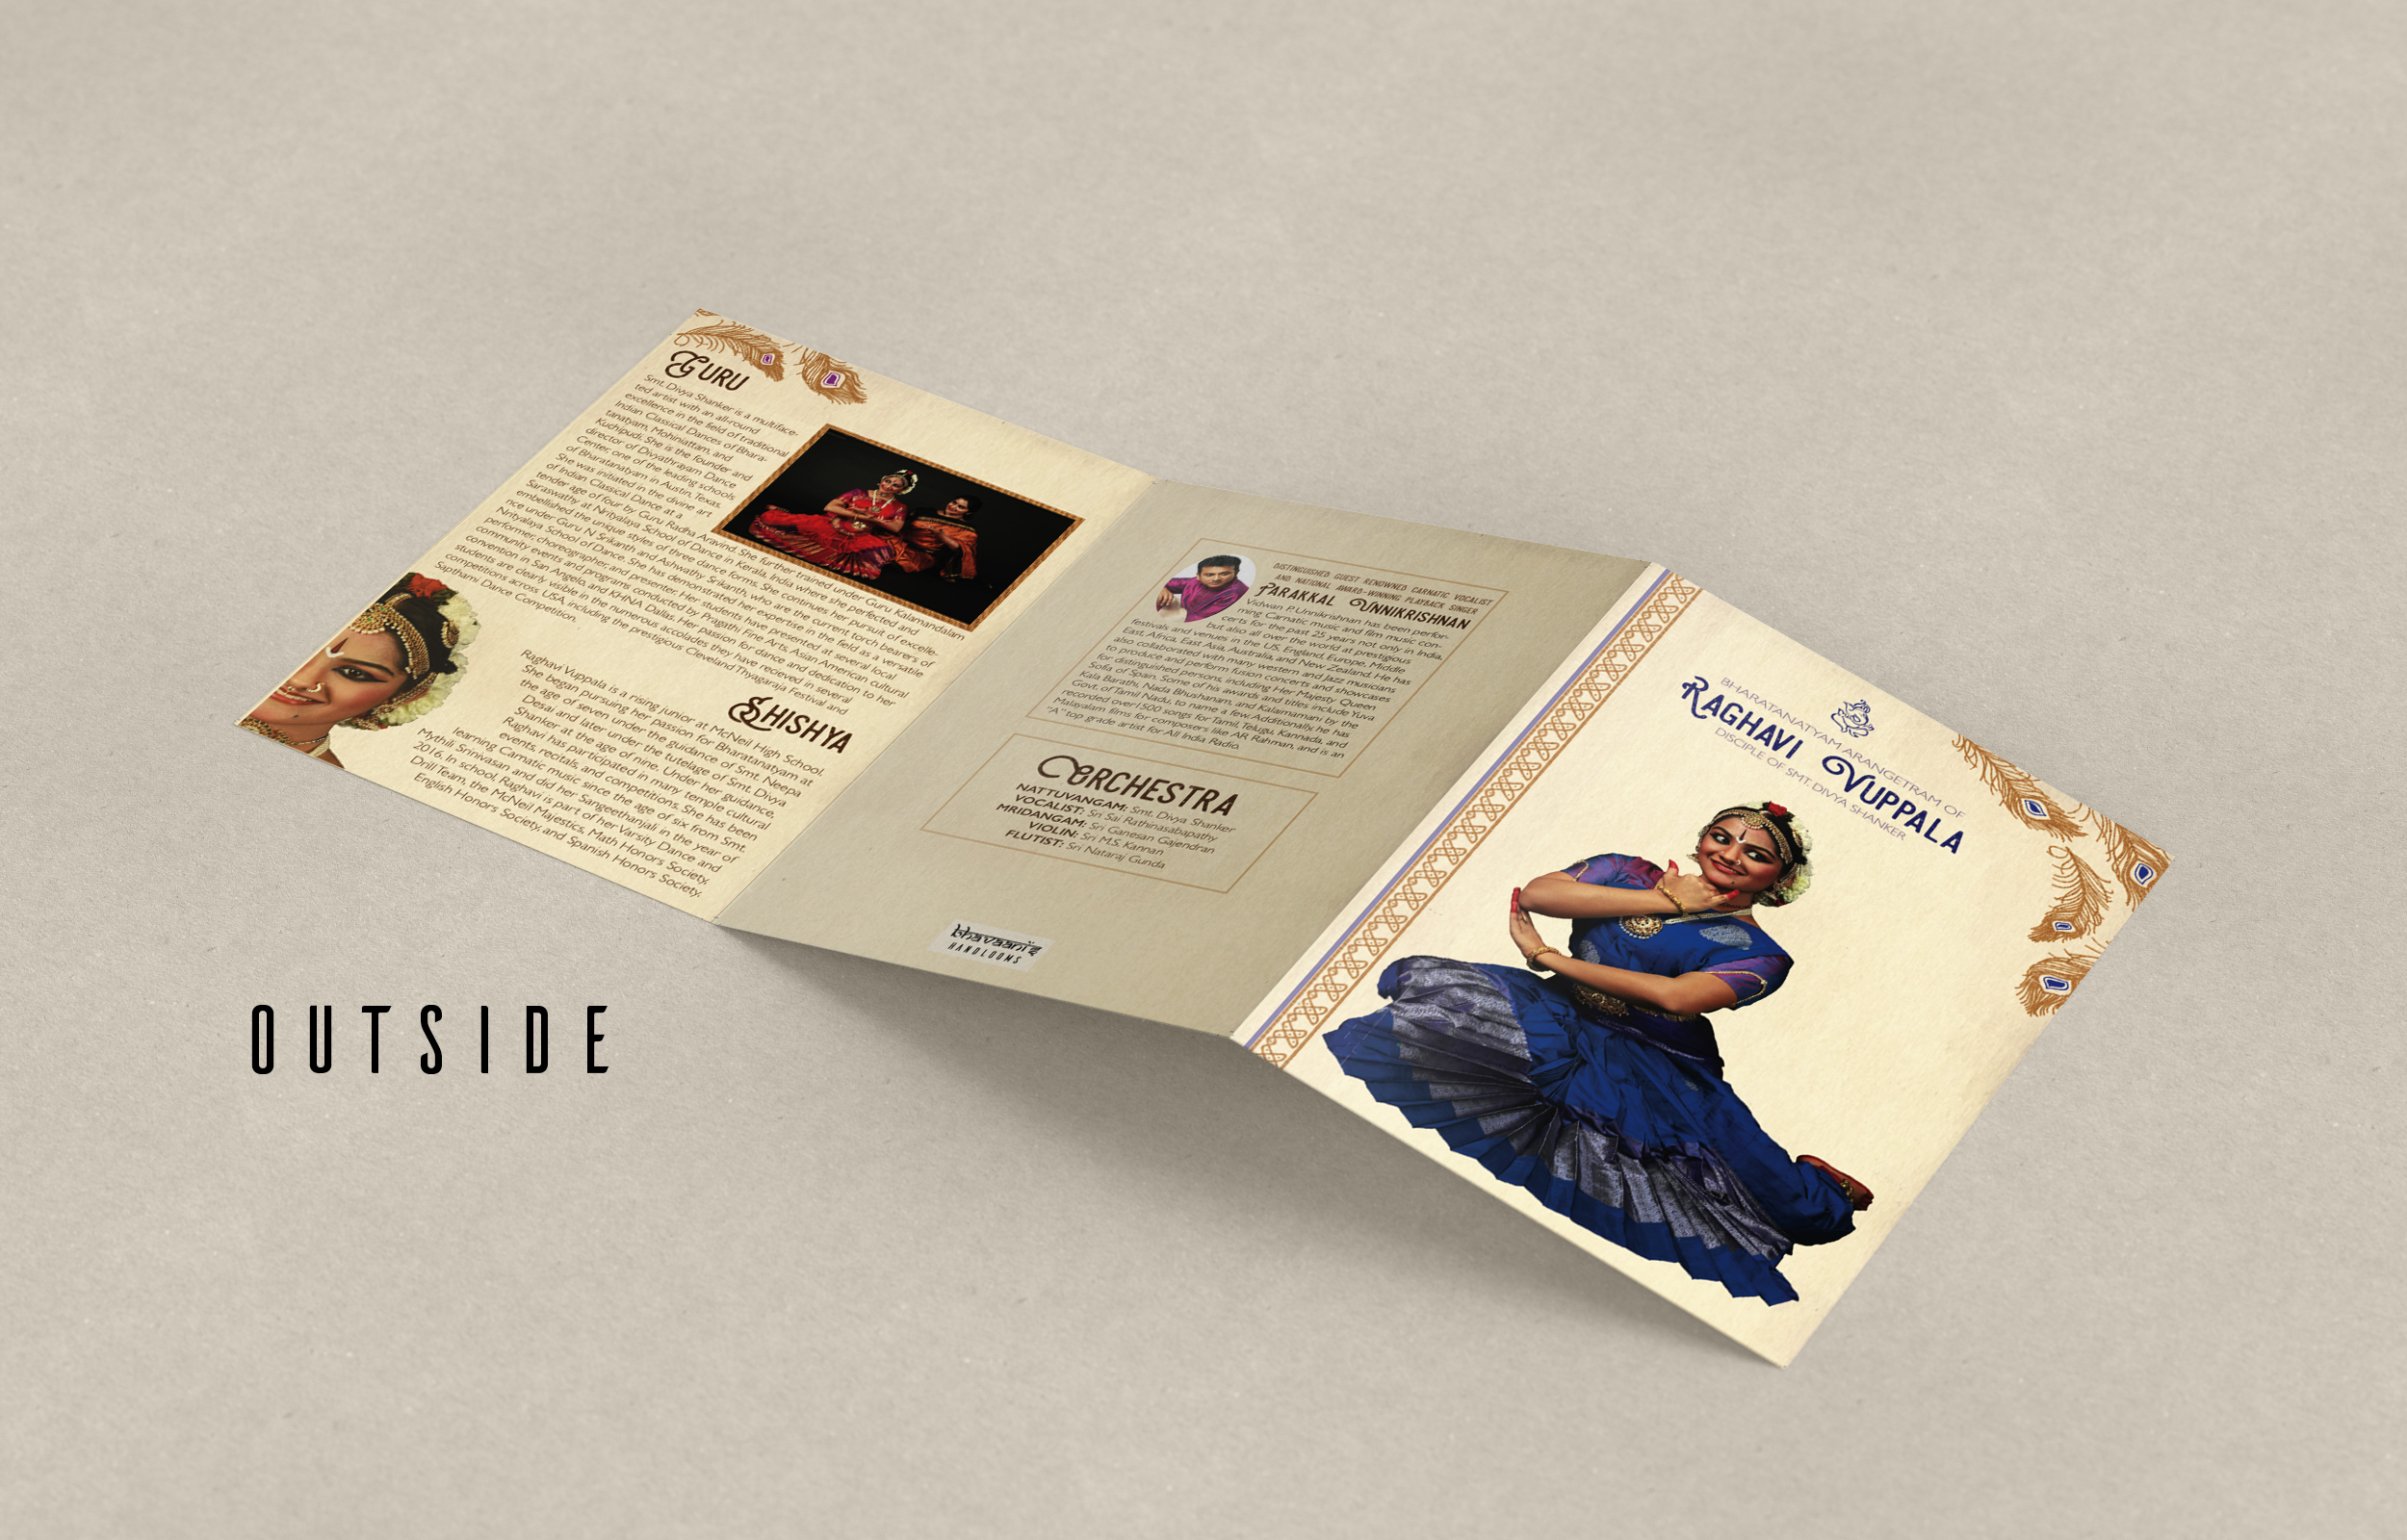 GURU
Smt. Divya Shanker is a multiface-
ted artist with an all-round
excellence in the field of traditional
Indian Classical Dances of Bhara-
tanatyam, Mohiniattam, and
Kuchipudi. She is the founder and
director of Divyathrayam Dance
Center, one of the leading schools
of Bharatanatyam in Austin, Texas.
She was initiated in the divine art
of Indian Classical Dance at a
tender age of four by Guru Radha Aravind. She further trained under Guru Kalamandalam
Saraswathy at Nrityalaya School of Dance in Kerala, India where she perfected and
embellished the unique styles of three dance forms. She continues her pursuit of excelle-
nce under Guru N Srikanth and Ashwathy Srikanth, who are the current torch bearers of
Nrityalaya School of Dance. She has demonstrated her expertise in the field as a versatile
performer, choreographer, and presenter. Her students have presented at several local
community events and programs conducted by Pragathi Fine Arts, Asian American cultural
convention in San Angelo, and KHNA Dallas. Her passion for dance and dedication to her
students are clearly visible in the numerous accolades they have recieved in several
competitions across USA, including the prestigious Cleveland Thyagaraja Festival and
Sapthami Dance Competition.
SHISHYA
Raghavi Vuppala is a rising junior at McNeil High School.
She began pursuing her passion for Bharatanatyam at
the age of seven under the guidance of Smt. Neepa
Desai and later under the tutelage of Smt. Divya
Shanker at the age of nine. Under her guidance,
Raghavi has participated in many temple cultural
events, recitals, and competitions. She has been
learning Carnatic music since the age of six from Smt.
Mythili Srinivasan and did her Sangeethanjali in the year of
2016. In school, Raghavi is part of her Varsity Dance and
Drill Team, the McNeil Majestics, Math Honors Society,
English Honors Society, and Spanish Honors Society.
DISTINGUISHED GUEST RENOWNED CARNATIC VOCALIST
AND NATIONAL AWARD-WINNING PLAYBACK SINGER
PARAKKAL UNNIKRISHNAN
Vidwan P. Unnikrishnan has been perfor-
ming Carnatic music and film music con-
certs for the past 25 years not only in India,
but also all over the world at prestigious
festivals and venues in the US, England, Europe, Middle
East, Africa, East Asia, Australia, and New Zealand. He has
also collaborated with many western and Jazz musicians
to produce and perform fusion concerts and showcases
for distinguished persons, including Her Majesty Queen
Sofia of Spain. Some of his awards and titles include Yuva
Kala Barathi, Nada Bhushanam, and Kalaimamani by the
Govt. of Tamil Nadu, to name a few. Additionally, he has
recorded over 1500 songs for Tamil, Telugu, Kannada, and
Malayalam films for composers like AR Rahman, and is an
"A" top grade artist for All India Radio.
ORCHESTRA
NATTUVANGAM: Smt. Divya Shanker
VOCALIST: Sri Sai Rathinasabapathy
MRIDANGAM: Sri Ganesan Gajendran
VIOLIN: Sri M.S. Kannan
FLUTIST: Sri Nataraj Gunda
bhavaani's
HANDLOOMS
BHARATANATYAM ARANGETRAM OF
RAGHAVI VUPPALA
DISCIPLE OF SMT. DIVYA SHANKER
OUTSIDE